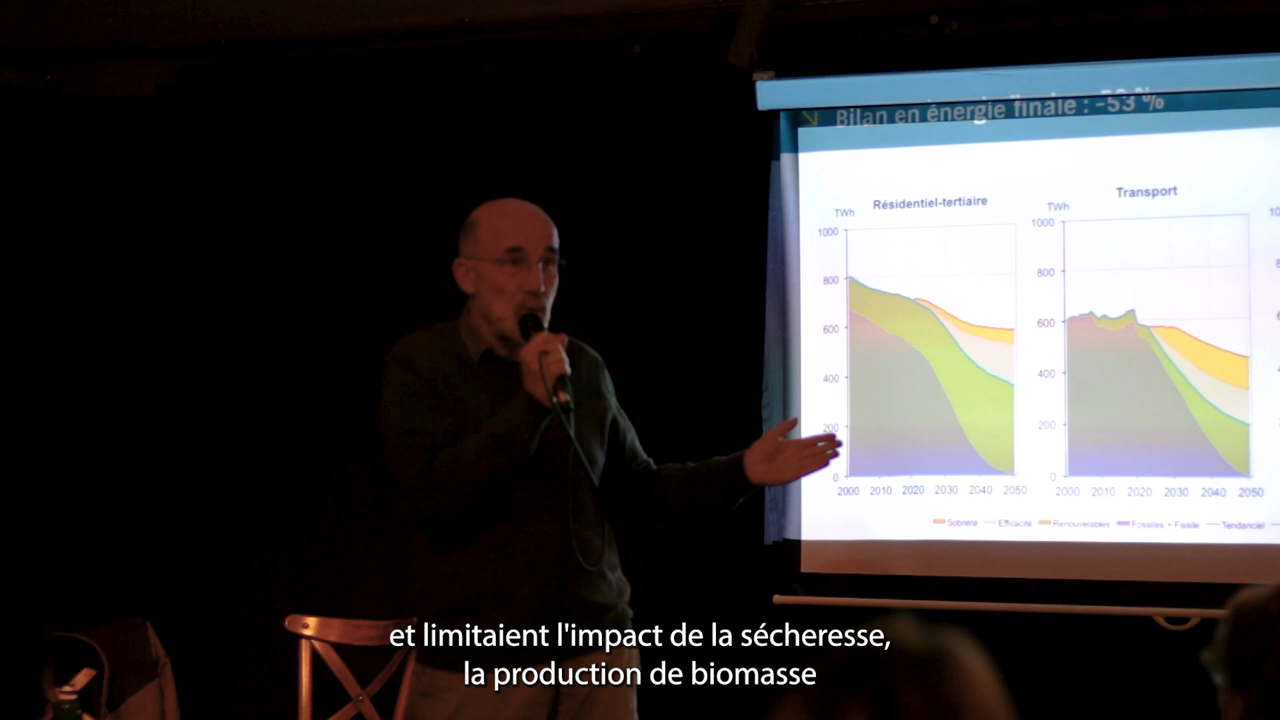 Bilan en énergie finale : -53 %
Résidentiel-tertiaire
Transport
TWh
TWh
1000
800
600
400
200
0
1000
800
600
400
200
0
2000 2010 2020 2030 2040 2050
2000 2010 2020 2030 2040 2050
Sobriété Efficacité Renouvelables Fossiles + Fissile Tendanciel
et limitaient l'impact de la sécheresse,
la production de biomasse